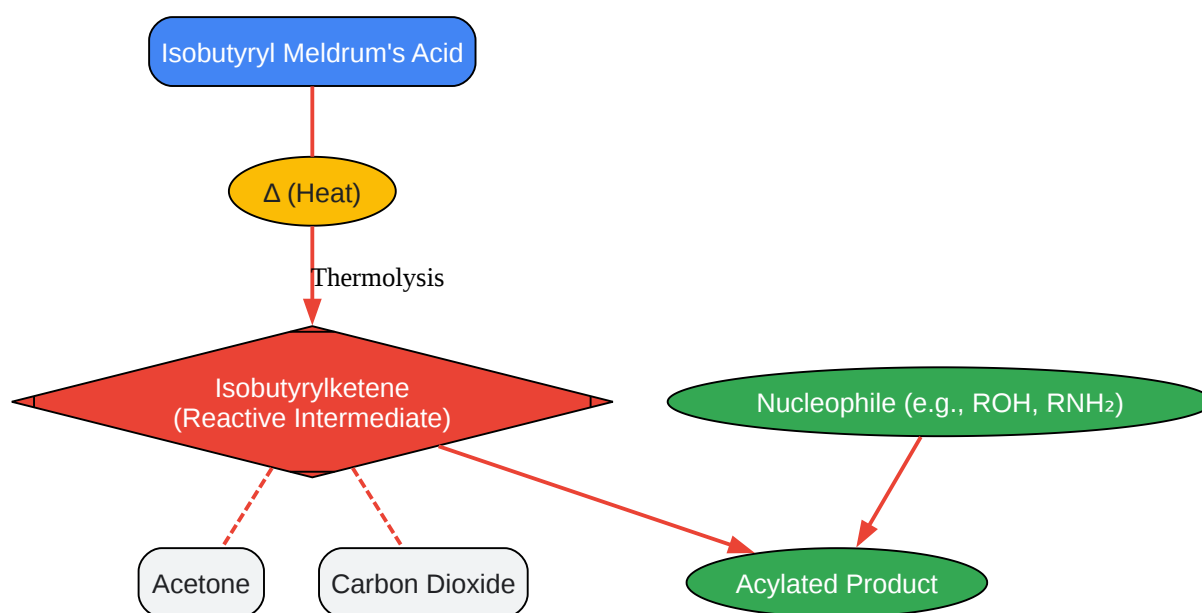 Isobutyryl Meldrum's Acid
Δ (Heat)
Thermolysis
Isobutyrylketene
(Reactive Intermediate)
Nucleophile (e.g., ROH, RNH₂)
Acetone
Carbon Dioxide
Acylated Product